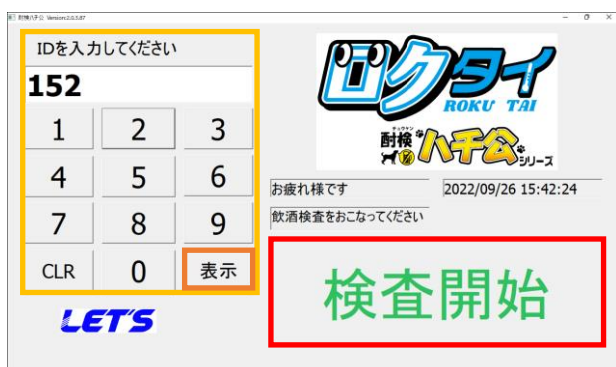 酎検ハチ公 Version:2.0.5.87
IDを入力してください
152
1 2 3
4 5 6
7 8 9
CLR 0 表示
LET'S
ロクタイ
ROKU TAI
チュウケン
酎検ハチ公シリーズ
お疲れ様です 2022/09/26 15:42:24
飲酒検査をおこなってください
検査開始